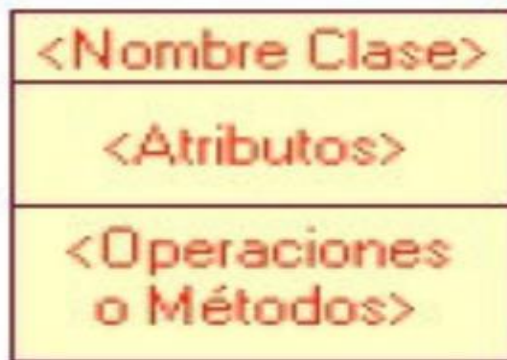 <Nombre Clase>
<Atributos>
<Operaciones
o Métodos>